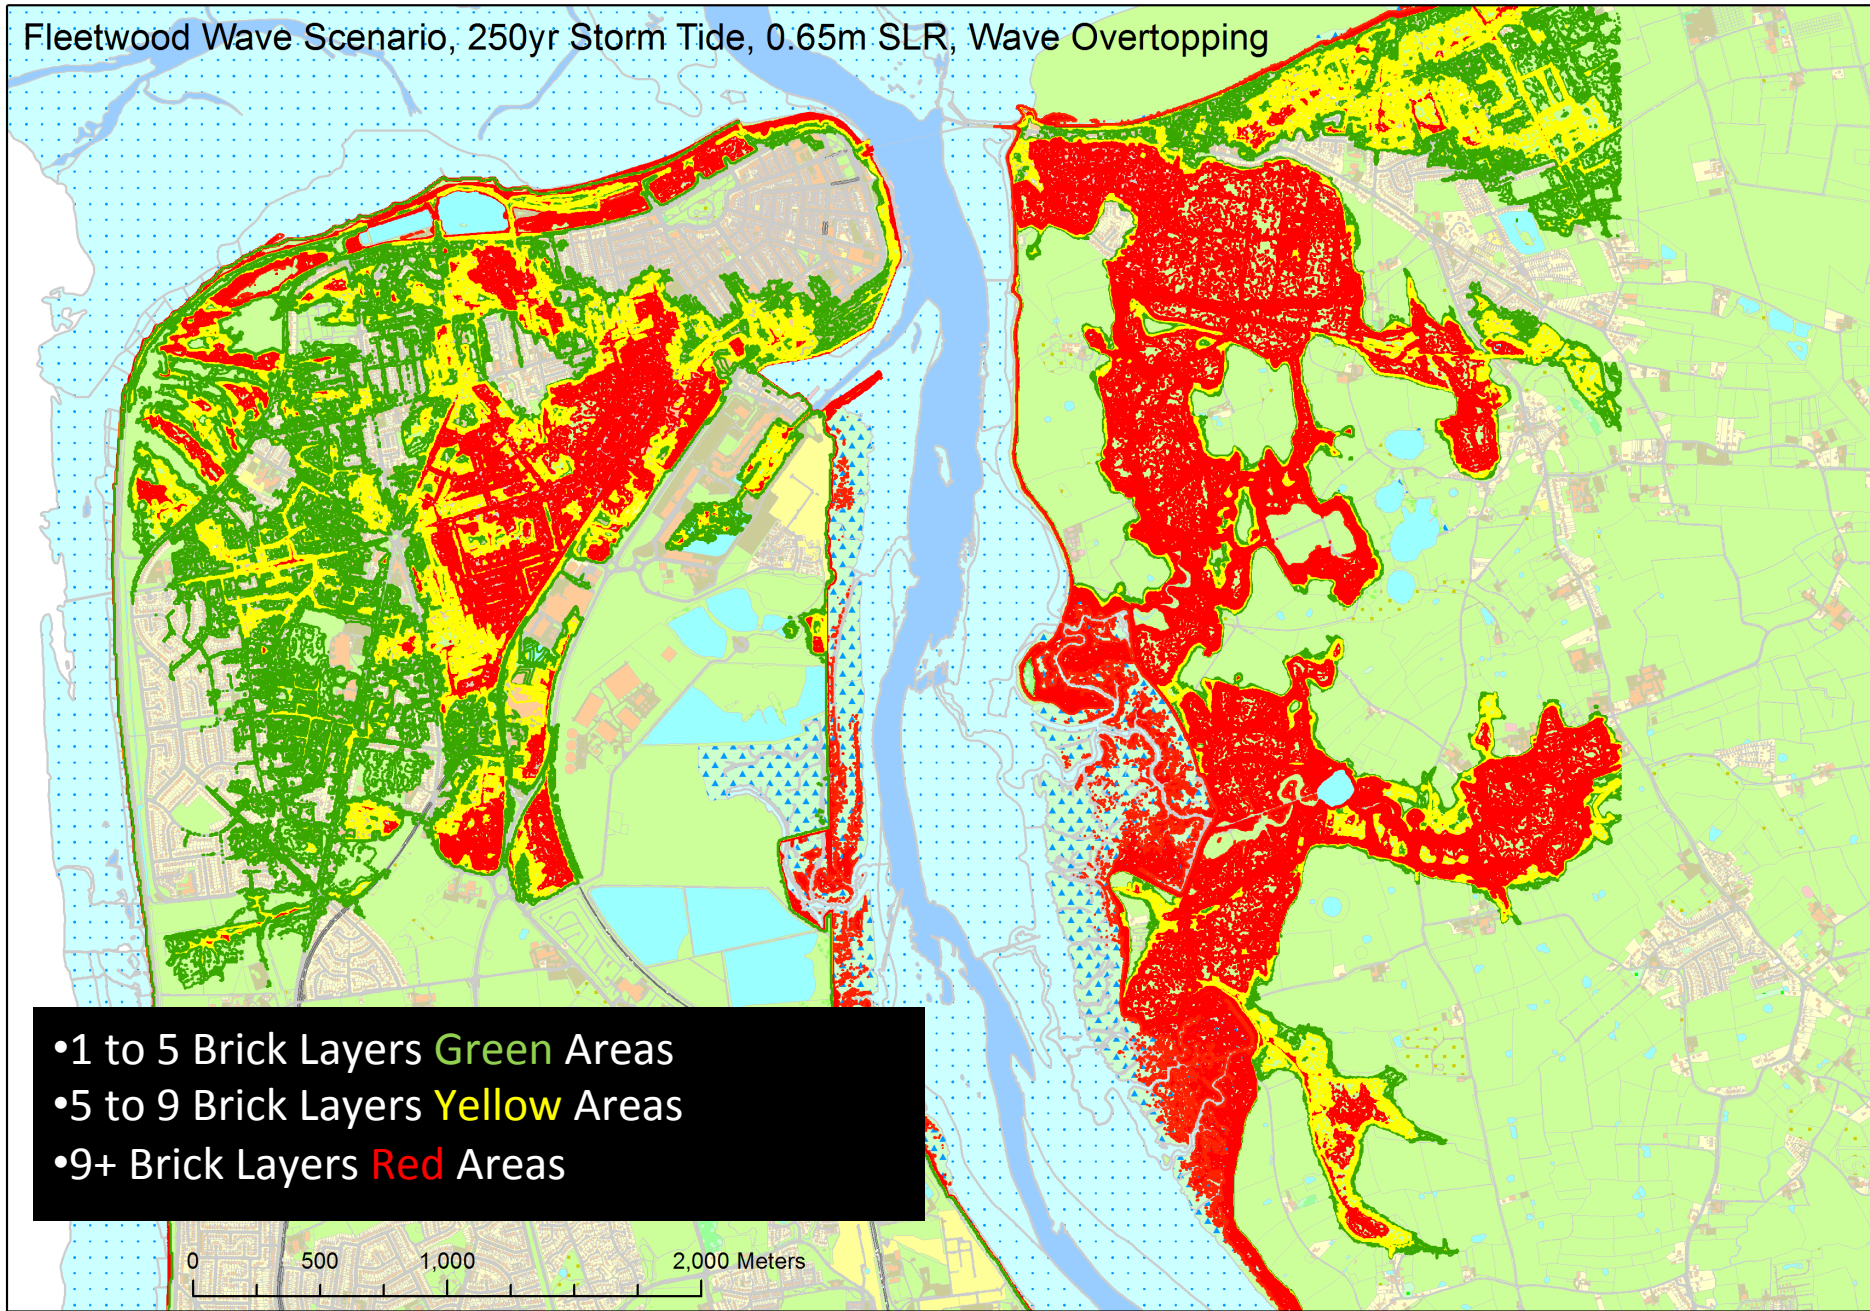 Fleetwood Wave Scenario, 250yr Storm Tide, 0.65m SLR, Wave Overtopping
•1 to 5 Brick Layers Green Areas
•5 to 9 Brick Layers Yellow Areas
•9+ Brick Layers Red Areas
0 500 1,000 2,000 Meters